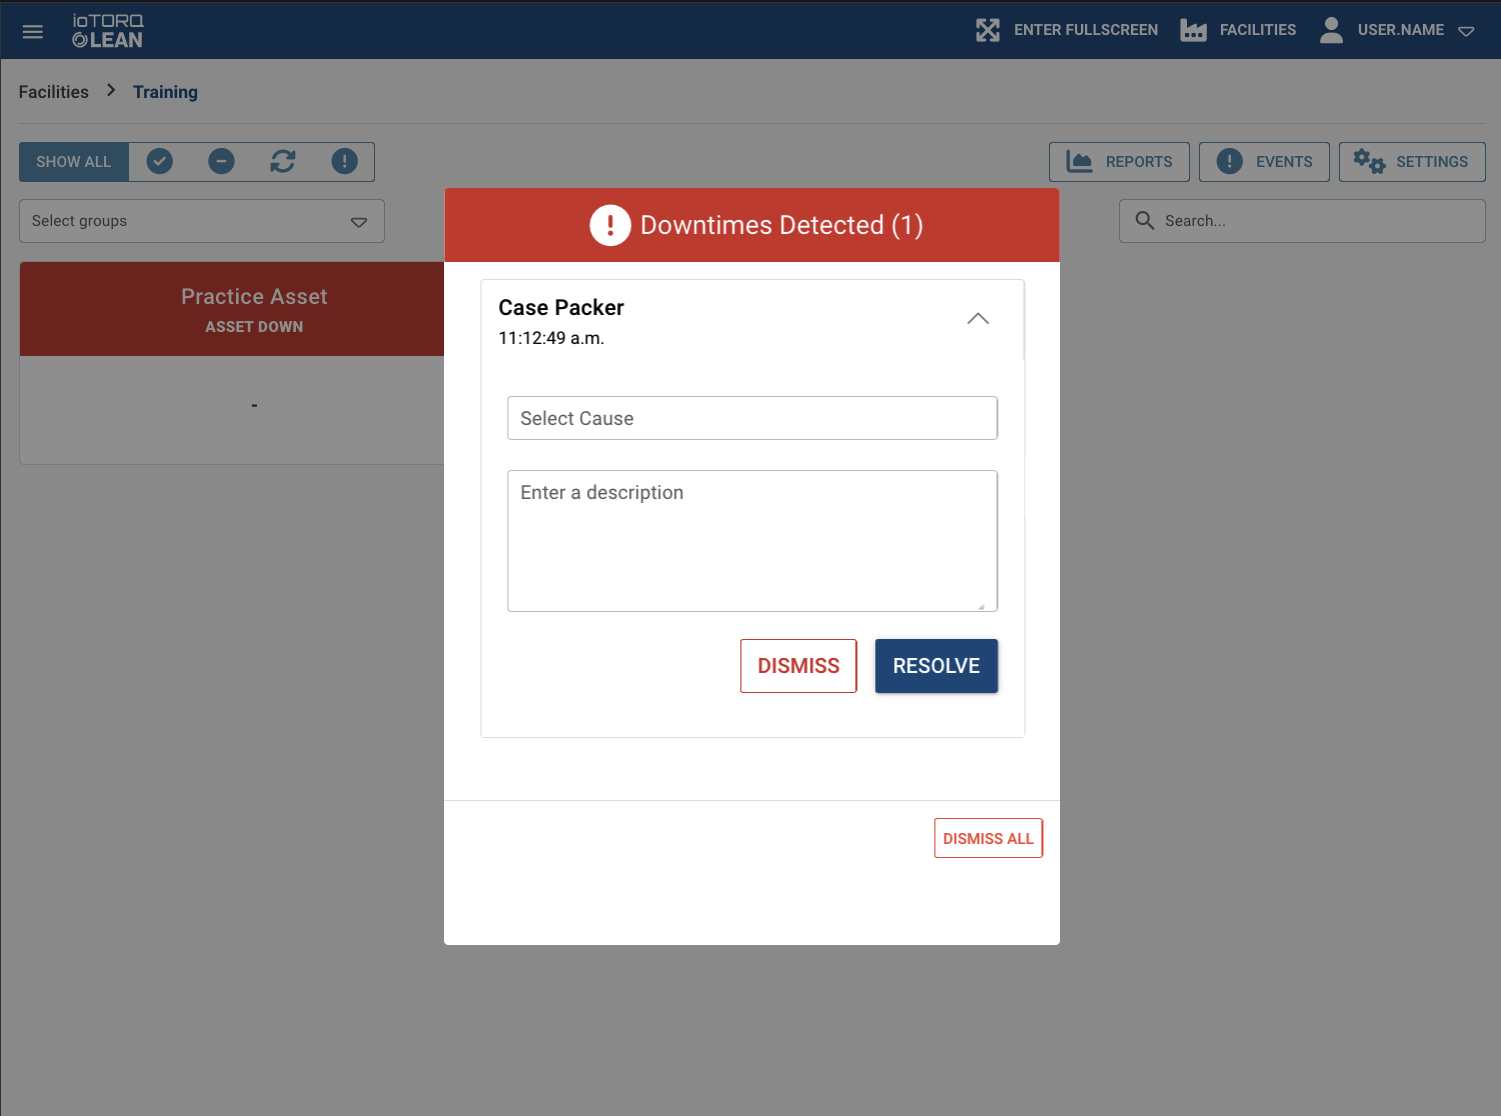 ioTORQ
LEAN
ENTER FULLSCREEN
FACILITIES
USER.NAME
Facilities
Training
SHOW ALL
REPORTS
EVENTS
SETTINGS
Select groups
Search...
Practice Asset
ASSET DOWN
-
Downtimes Detected (1)
Case Packer
11:12:49 a.m.
Select Cause
Enter a description
DISMISS
RESOLVE
DISMISS ALL